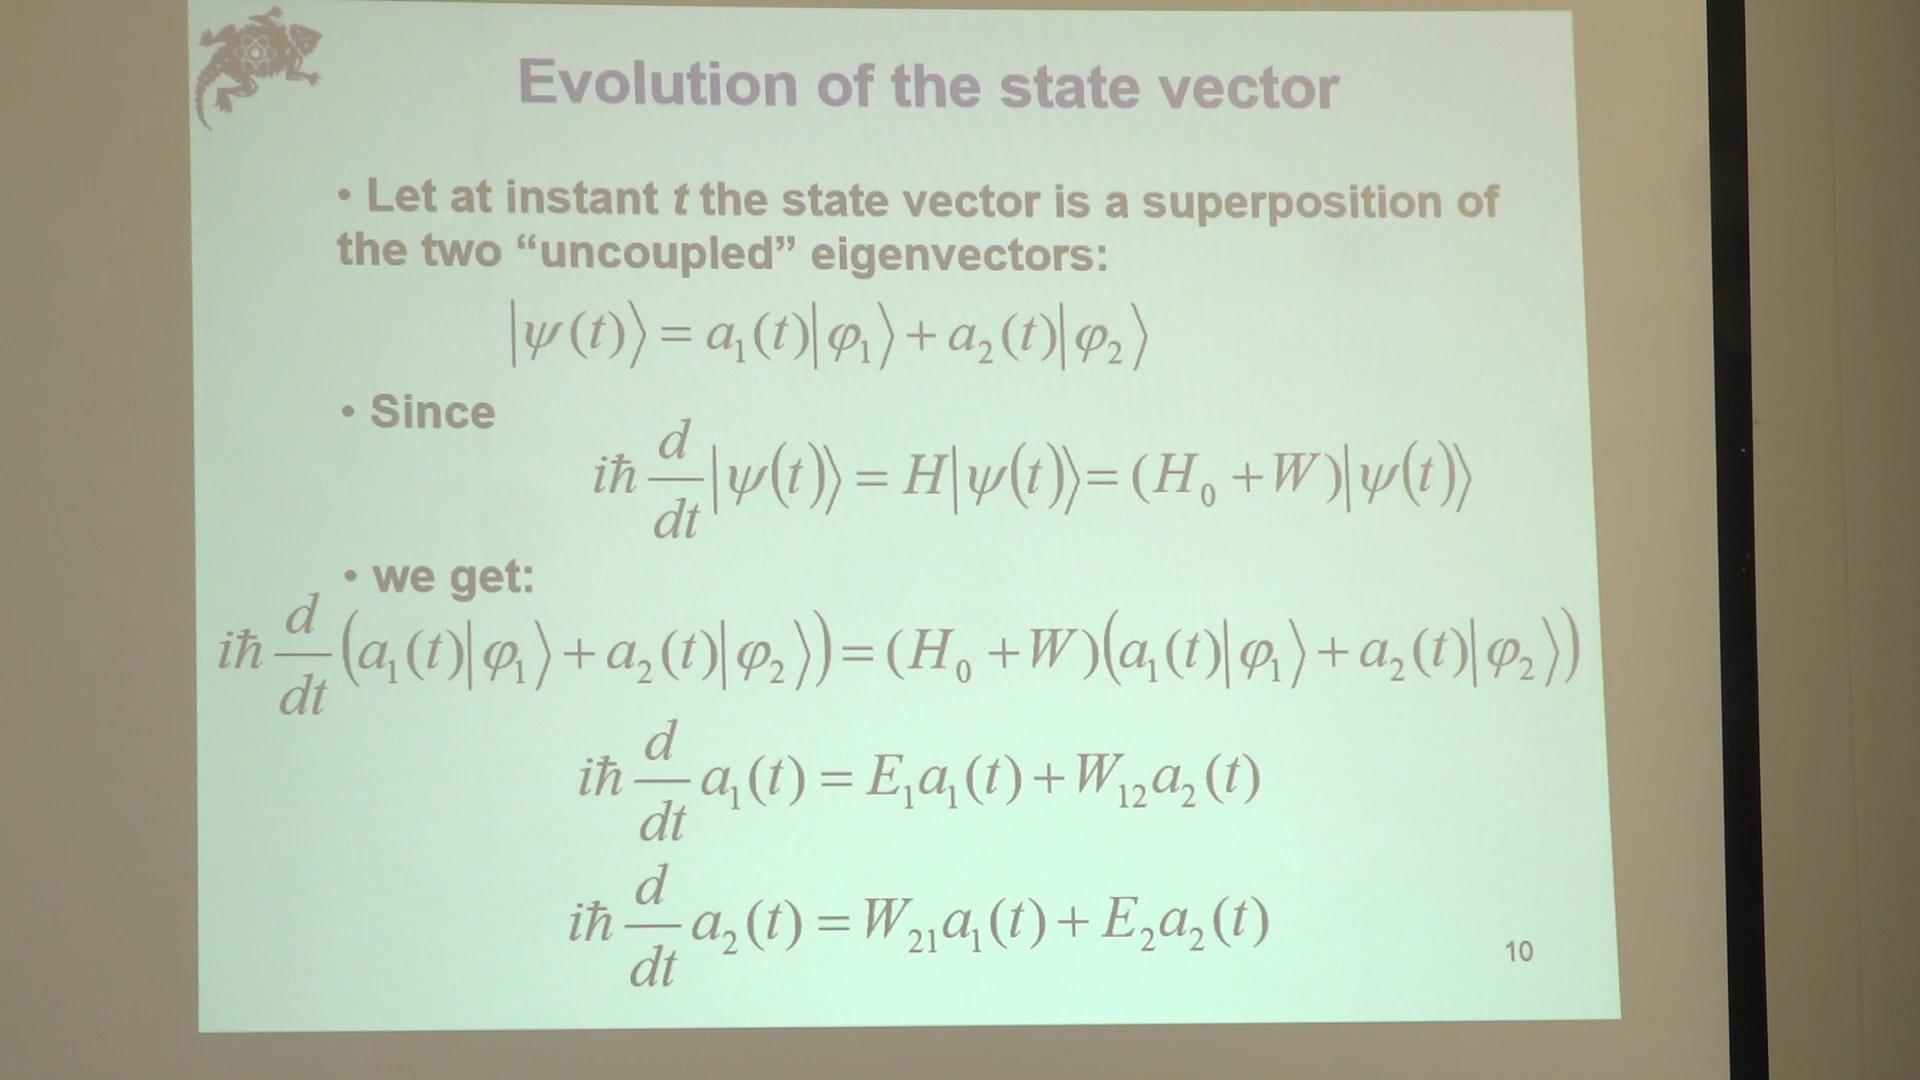 Evolution of the state vector
• Let at instant t the state vector is a superposition of
the two “uncoupled” eigenvectors:
|ψ(t)⟩ = a₁(t)|φ₁⟩ + a₂(t)|φ₂⟩
• Since
iħ d/dt |ψ(t)⟩ = H|ψ(t)⟩ = (H₀ + W)|ψ(t)⟩
• we get:
iħ d/dt (a₁(t)|φ₁⟩ + a₂(t)|φ₂⟩) = (H₀ + W)(a₁(t)|φ₁⟩ + a₂(t)|φ₂⟩)
iħ d/dt a₁(t) = E₁a₁(t) + W₁₂a₂(t)
iħ d/dt a₂(t) = W₂₁a₁(t) + E₂a₂(t)
10